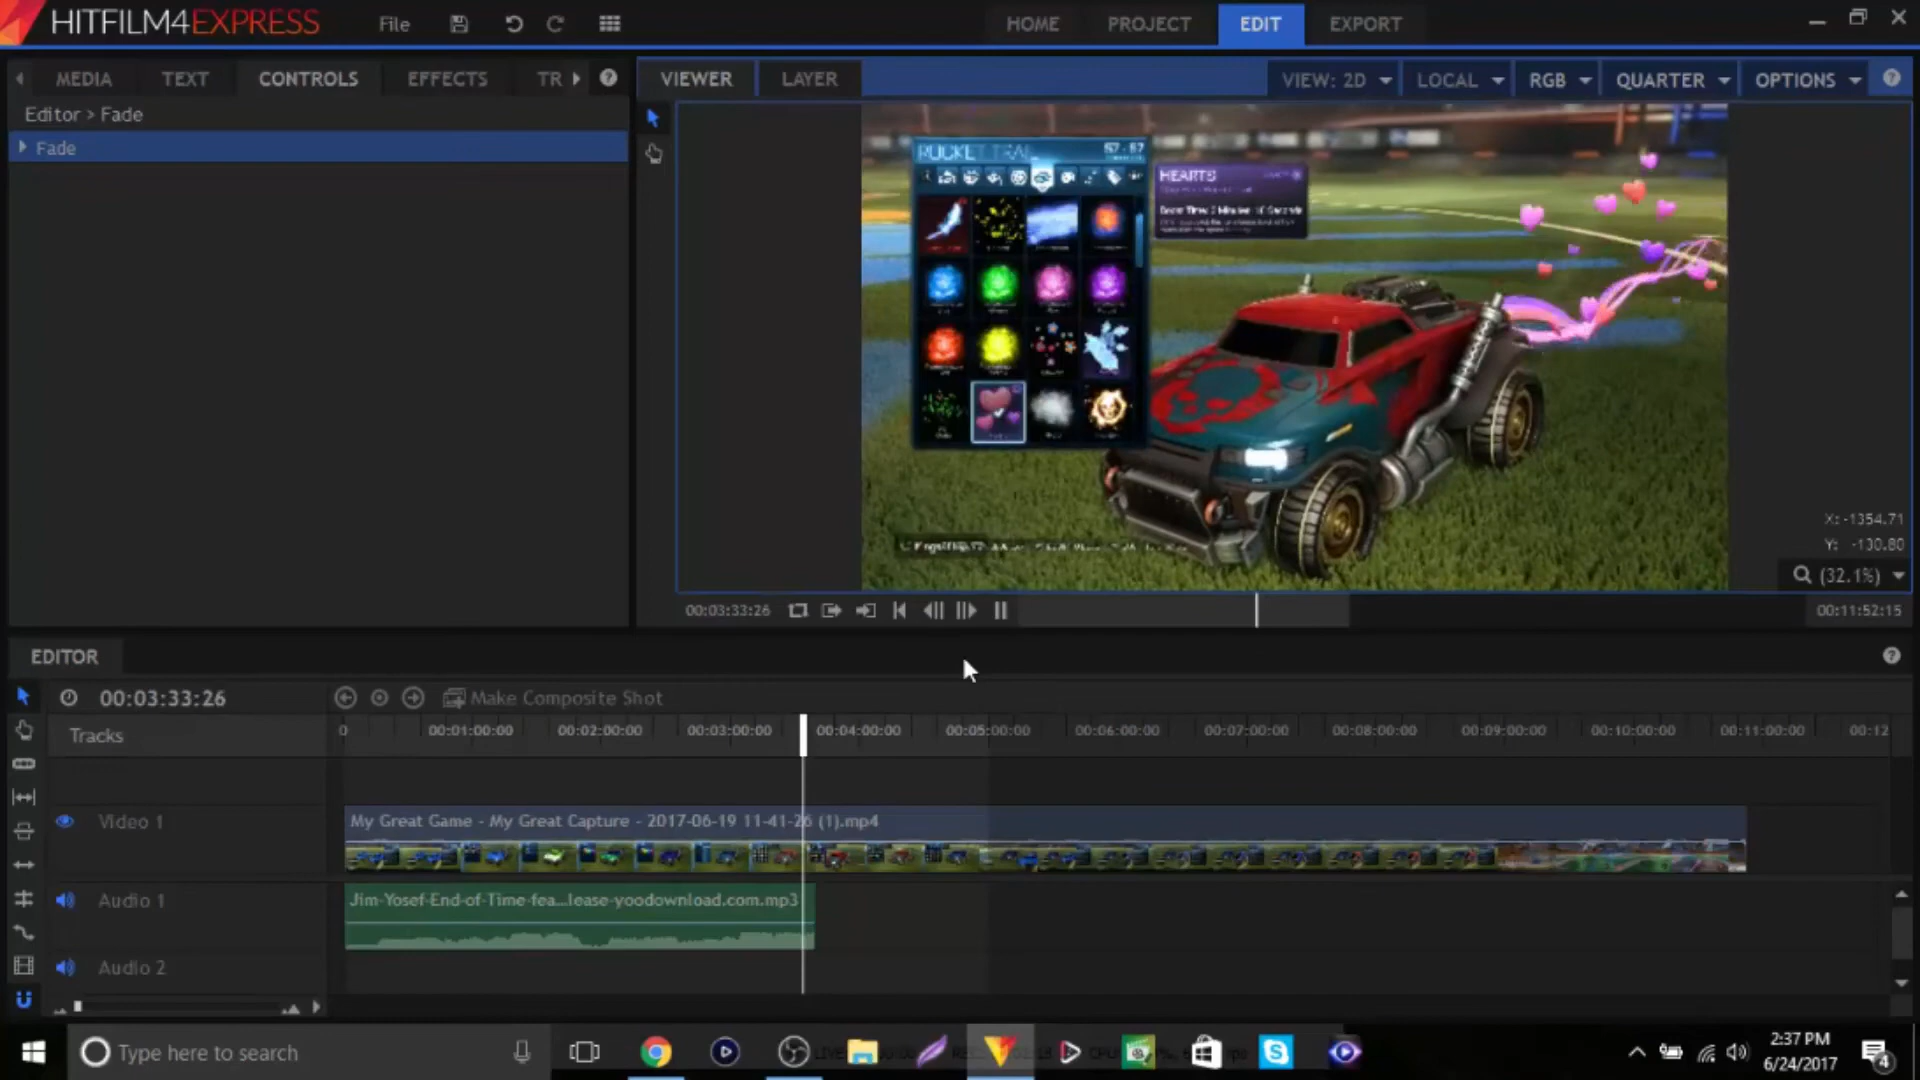 HITFILM4EXPRESS File HOME PROJECT EDIT EXPORT
MEDIA TEXT CONTROLS EFFECTS TR VIEWER LAYER VIEW: 2D LOCAL RGB QUARTER OPTIONS
Editor > Fade
Fade
ROCKET TRAIL 57 - 57
HEARTS
X: -1354.71
Y: -130.80
(32.1%)
00:03:33:26 00:11:52:15
EDITOR
00:03:33:26 Make Composite Shot
Tracks 0 00:01:00:00 00:02:00:00 00:03:00:00 00:04:00:00 00:05:00:00 00:06:00:00 00:07:00:00 00:08:00:00 00:09:00:00 00:10:00:00 00:11:00:00 00:12
Video 1 My Great Game - My Great Capture - 2017-06-19 11-41-26 (1).mp4
Audio 1 Jim-Yosef-End-of-Time-fea...lease-yoodownload.com.mp3
Audio 2
Type here to search
2:37 PM
6/24/2017
4